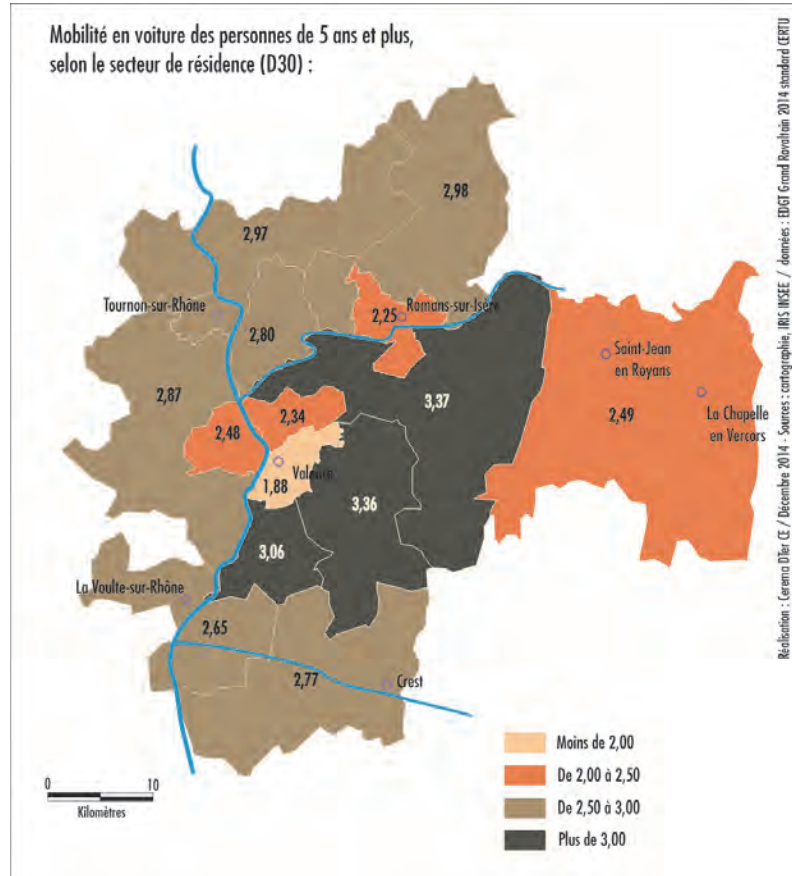 Mobilité en voiture des personnes de 5 ans et plus,
selon le secteur de résidence (D30) :
2,98
2,97
Tournon-sur-Rhône
2,80
2,25
Romans-sur-Isère
Saint-Jean
en Royans
2,87
3,37
2,49
La Chapelle
en Vercors
2,34
2,48
Valence
1,88
3,36
3,06
La Voulte-sur-Rhône
2,65
2,77
Crest
0 10
Kilomètres
Moins de 2,00
De 2,00 à 2,50
De 2,50 à 3,00
Plus de 3,00
Réalisation : Cerema DTer CE / Décembre 2014 - Sources : cartographie, IRIS INSEE / données : EDGT Grand Rovaltain 2014 standard CERTU